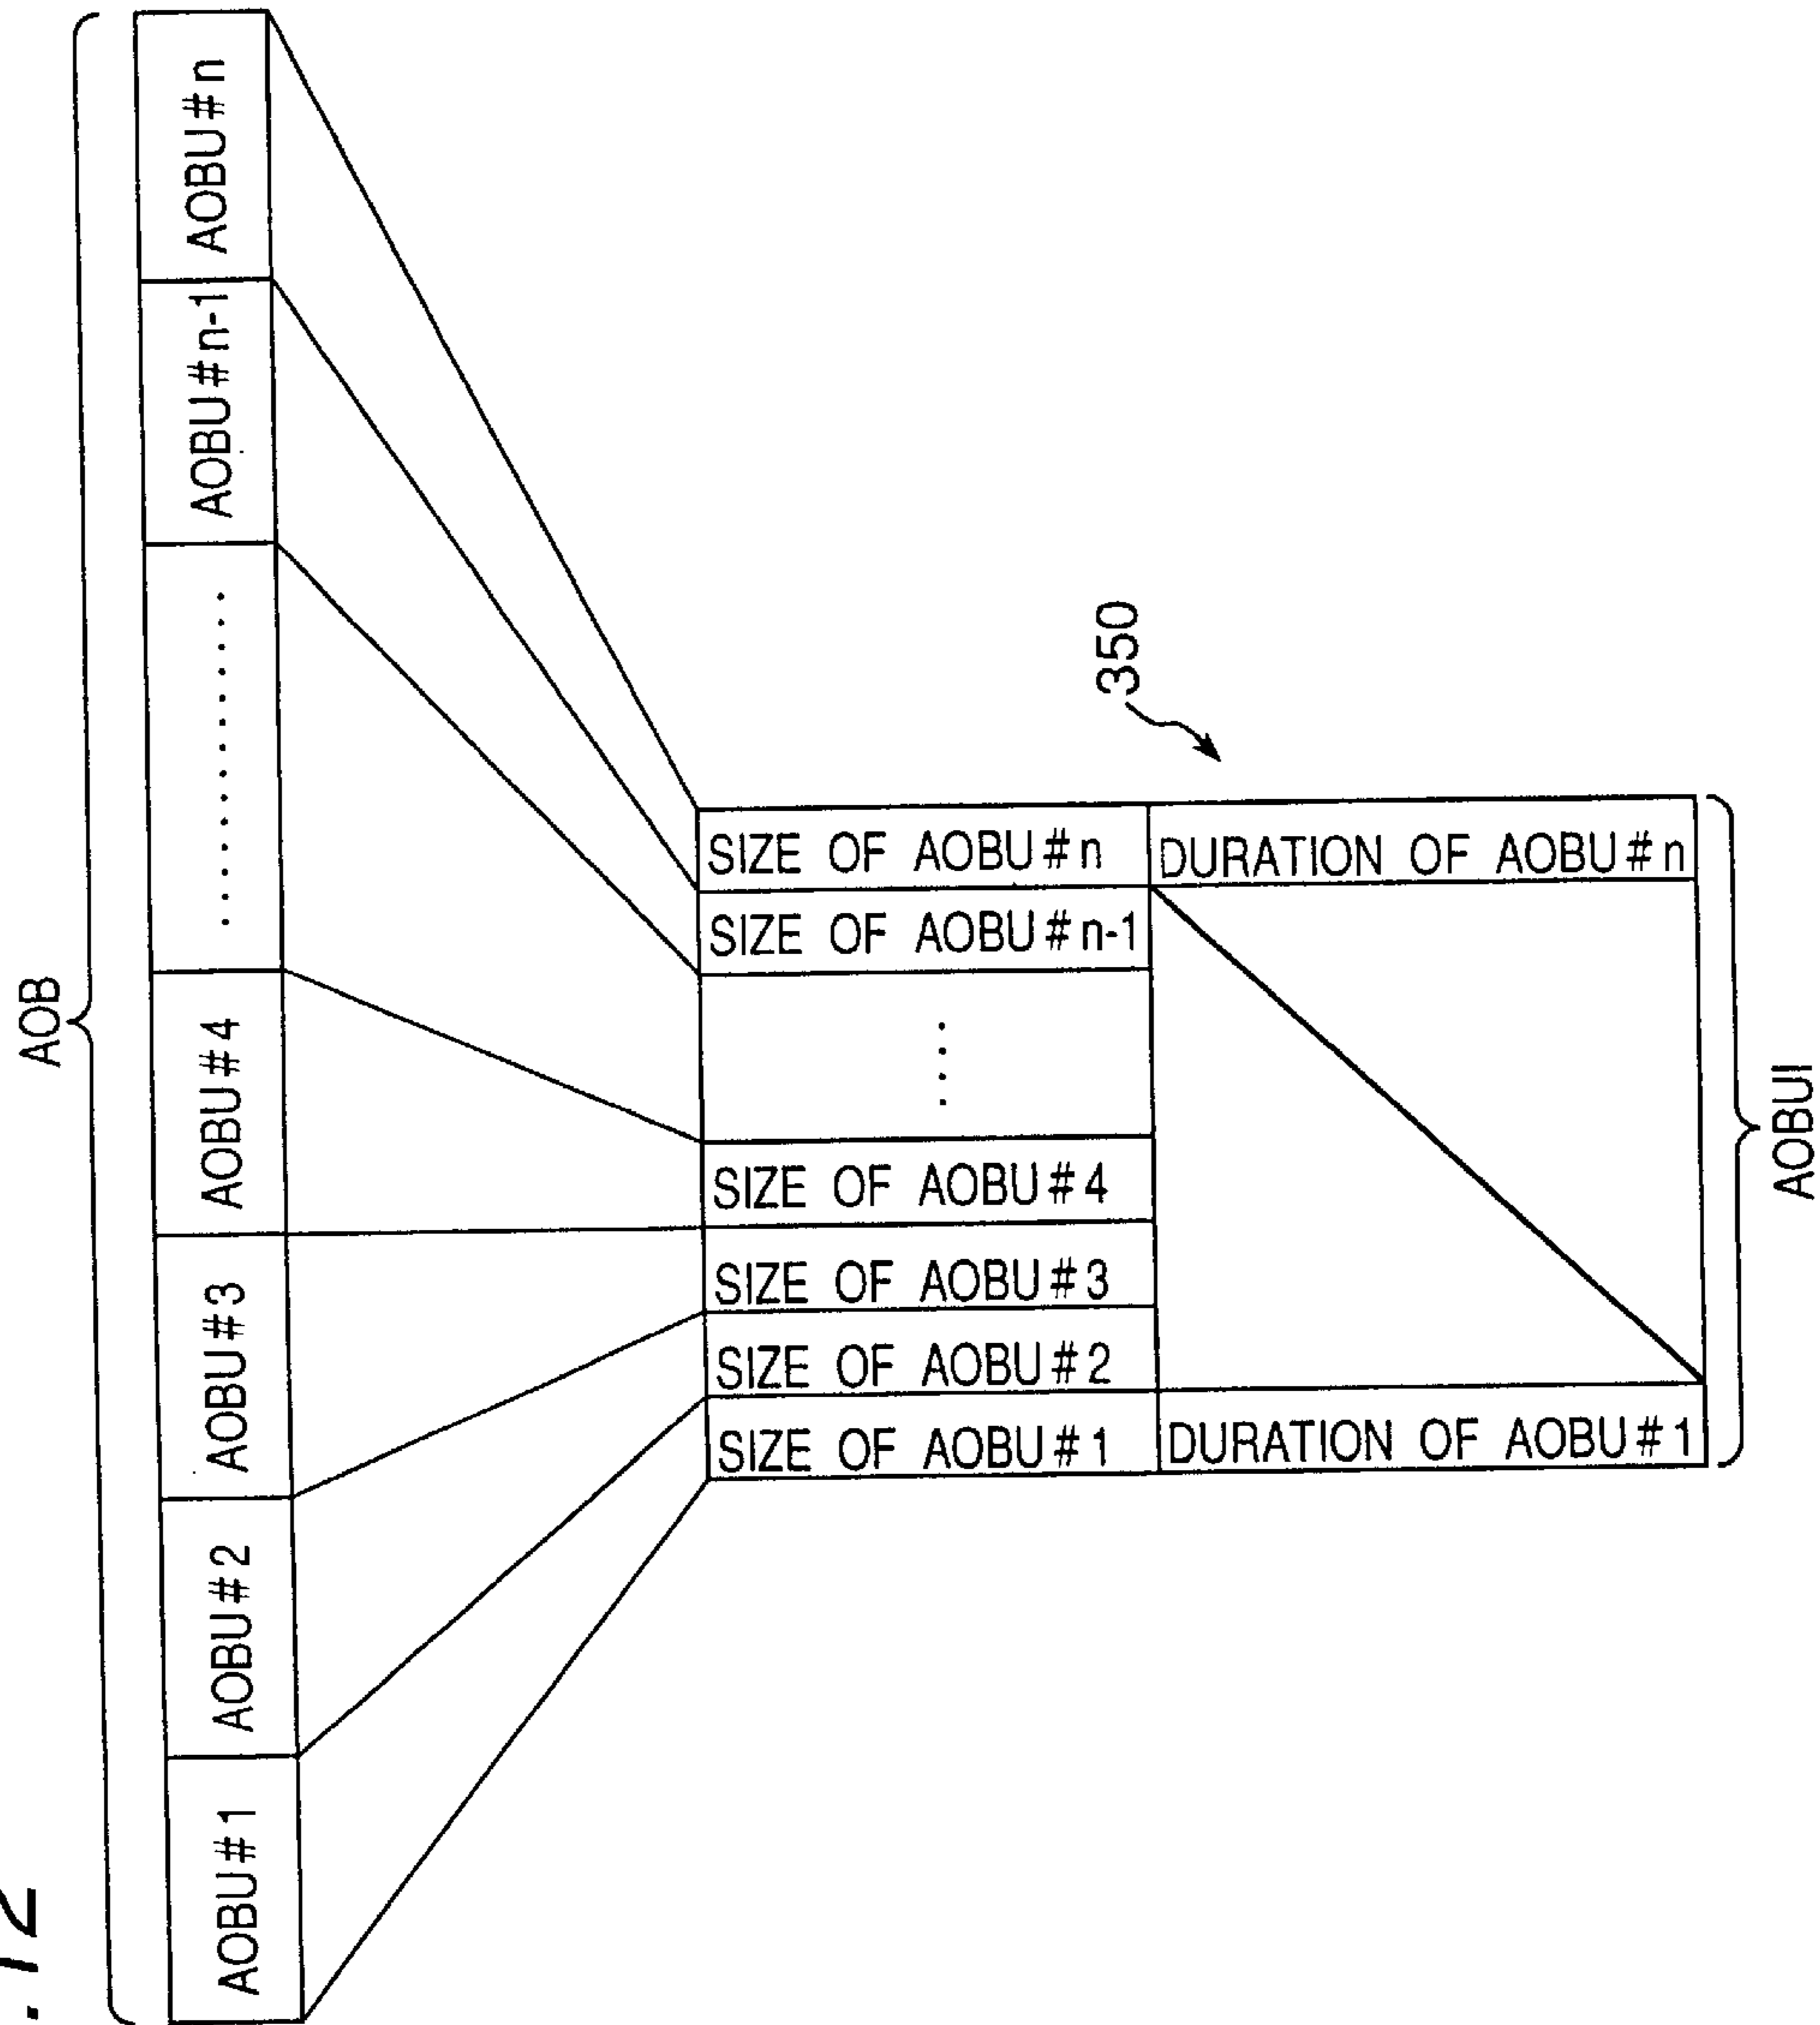 . 12
AOB
AOBU#1
AOBU#2
AOBU#3
AOBU#4
............
AOBU#n-1
AOBU#n
350
SIZE OF AOBU#n DURATION OF AOBU#n
SIZE OF AOBU#n-1
....
SIZE OF AOBU#4
SIZE OF AOBU#3
SIZE OF AOBU#2
SIZE OF AOBU#1 DURATION OF AOBU#1
AOBUI